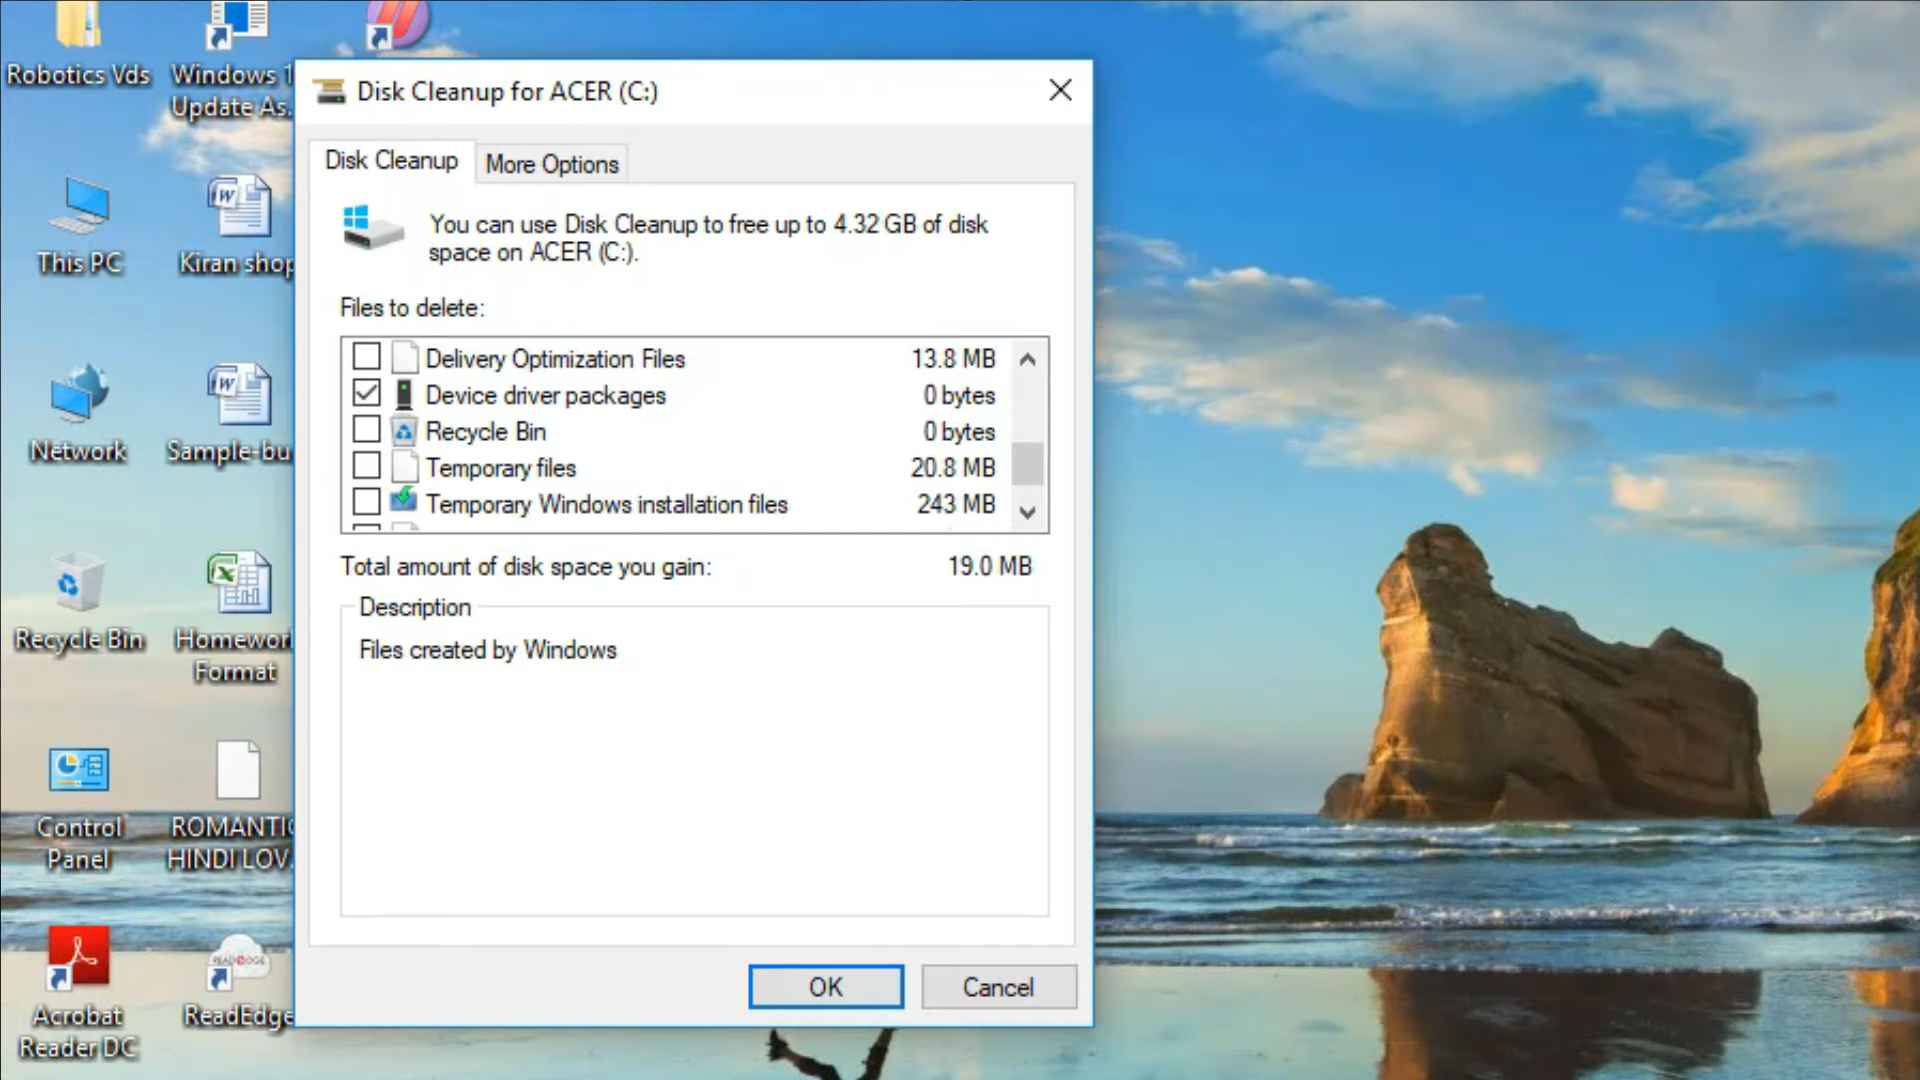 Robotics Vds
Windows 1
Update As.
This PC
Kiran shop
Network
Sample-bu
Recycle Bin
Homework
Format
Control
Panel
ROMANTIC
HINDI LOV.
Acrobat
Reader DC
READEDGE
ReadEdge
Disk Cleanup for ACER (C:)
Disk Cleanup
More Options
You can use Disk Cleanup to free up to 4.32 GB of disk
space on ACER (C:).
Files to delete:
Delivery Optimization Files 13.8 MB
Device driver packages 0 bytes
Recycle Bin 0 bytes
Temporary files 20.8 MB
Temporary Windows installation files 243 MB
Total amount of disk space you gain: 19.0 MB
Description
Files created by Windows
OK
Cancel